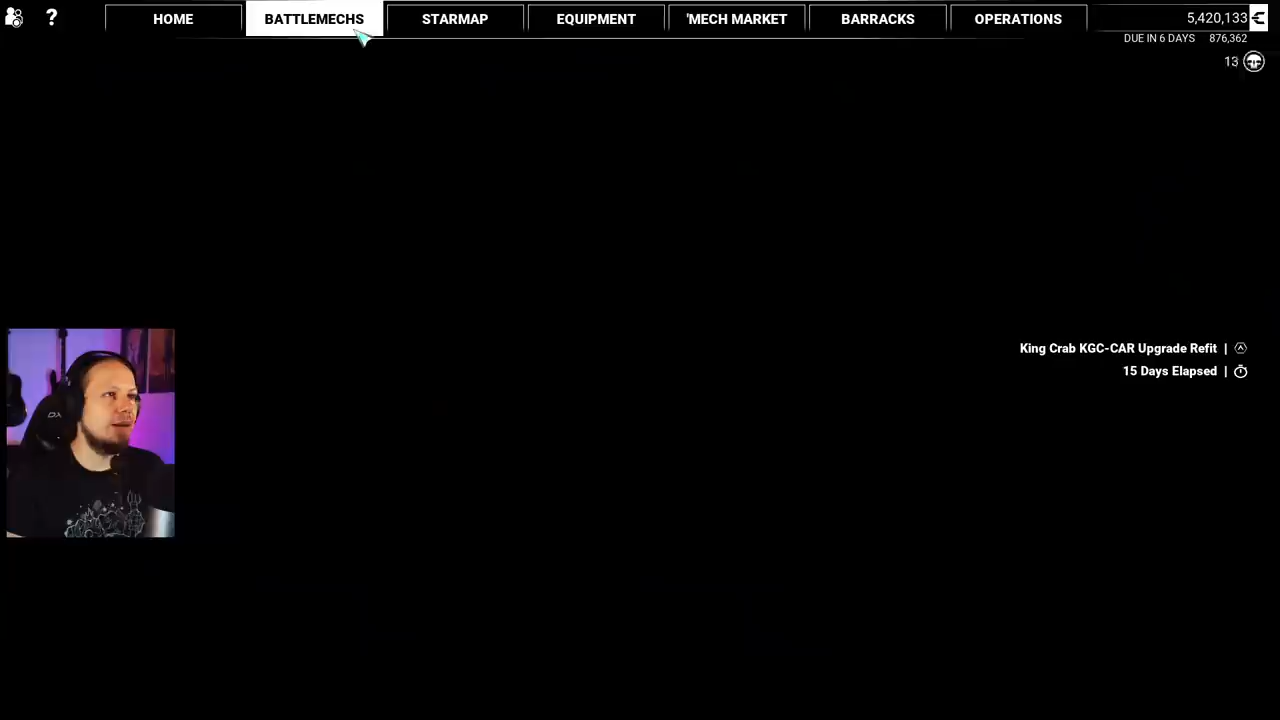 ?
HOME
BATTLEMECHS
STARMAP
EQUIPMENT
'MECH MARKET
BARRACKS
OPERATIONS
5,420,133
DUE IN 6 DAYS 876,362
13
King Crab KGC-CAR Upgrade Refit |
15 Days Elapsed |